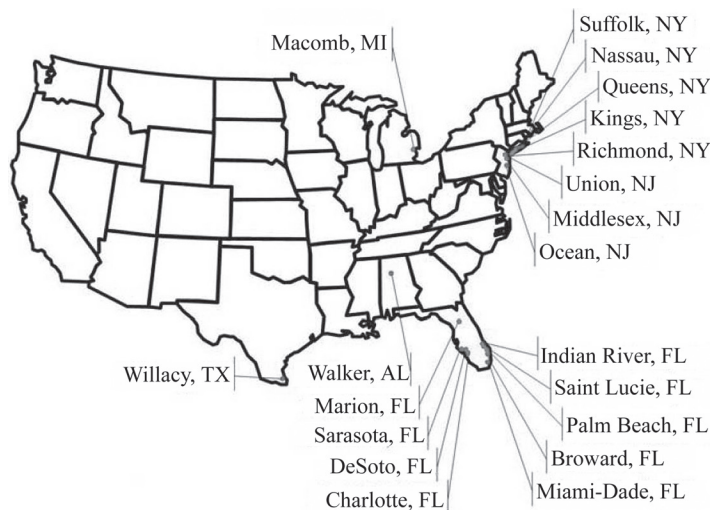 Suffolk, NY
Macomb, MI
Nassau, NY
Queens, NY
Kings, NY
Richmond, NY
Union, NJ
Middlesex, NJ
Ocean, NJ
Willacy, TX
Walker, AL
Marion, FL
Sarasota, FL
DeSoto, FL
Charlotte, FL
Indian River, FL
Saint Lucie, FL
Palm Beach, FL
Broward, FL
Miami-Dade, FL